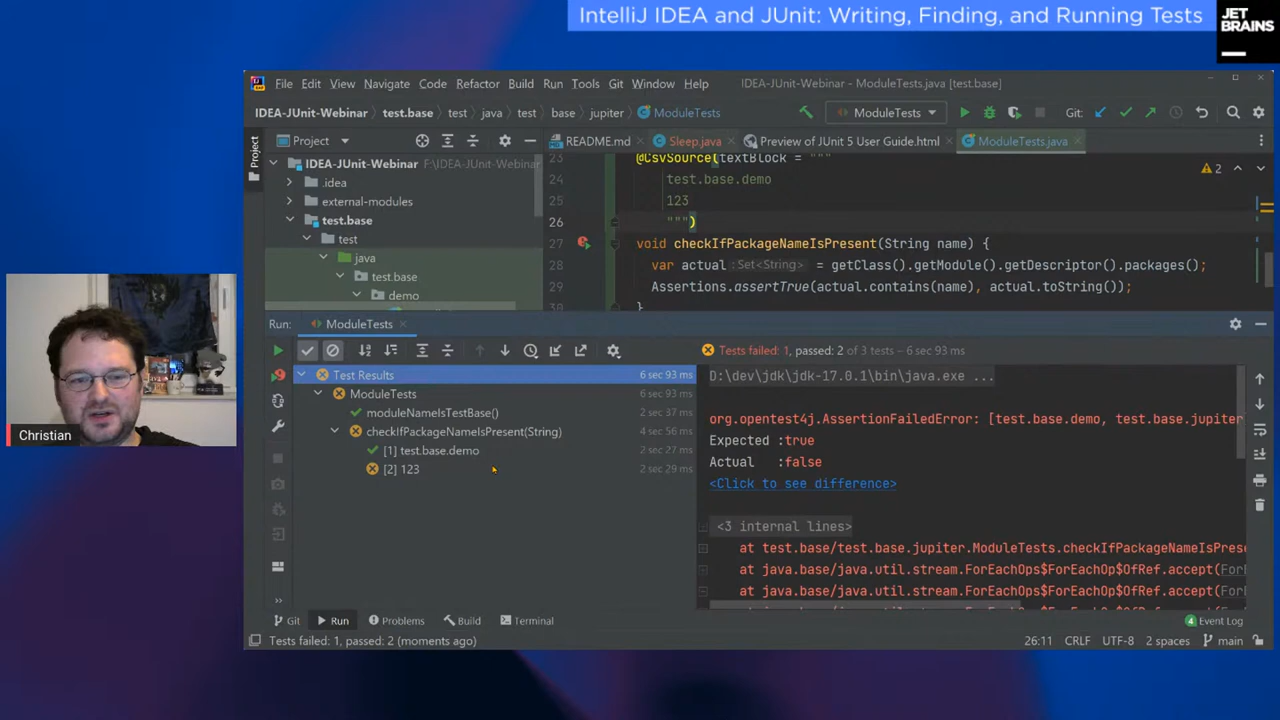 IntelliJ IDEA and JUnit: Writing, Finding, and Running Tests
JET
BRAINS
File Edit View Navigate Code Refactor Build Run Tools Git Window Help IDEA-JUnit-Webinar - ModuleTests.java [test.base]
IDEA-JUnit-Webinar test.base test java test base jupiter ModuleTests ModuleTests Git:
Project Project README.md Sleep.java Preview of JUnit 5 User Guide.html ModuleTests.java
IDEA-JUnit-Webinar F:\IDEA-JUnit-Webinar 23 @CsvSource(textBlock = """
.idea 24 test.base.demo 2
external-modules 25 123
test.base 26 """)
test 27 void checkIfPackageNameIsPresent(String name) {
java 28 var actual :Set<String> = getClass().getModule().getDescriptor().packages();
test.base 29 Assertions.assertTrue(actual.contains(name), actual.toString());
demo 30 }
Run: ModuleTests
Tests failed: 1, passed: 2 of 3 tests – 6 sec 93 ms
Test Results 6 sec 93 ms D:\dev\jdk\jdk-17.0.1\bin\java.exe ...
ModuleTests 6 sec 93 ms
moduleNameIsTestBase() 2 sec 37 ms org.opentest4j.AssertionFailedError: [test.base.demo, test.base.jupiter
checkIfPackageNameIsPresent(String) 4 sec 56 ms Expected :true
[1] test.base.demo 2 sec 27 ms Actual :false
[2] 123 2 sec 29 ms <Click to see difference>
<3 internal lines>
at test.base/test.base.jupiter.ModuleTests.checkIfPackageNameIsPrese
at java.base/java.util.stream.ForEachOps$ForEachOp$OfRef.accept(For
at java.base/java.util.stream.ForEachOps$ForEachOp$OfRef.accept(ForE
Christian
Git Run Problems Build Terminal 4 Event Log
Tests failed: 1, passed: 2 (moments ago) 26:11 CRLF UTF-8 2 spaces main